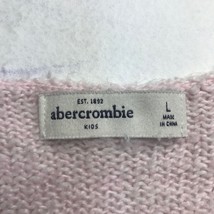 EST. 1892
abercrombie
KIDS
L
MADE
IN CHINA